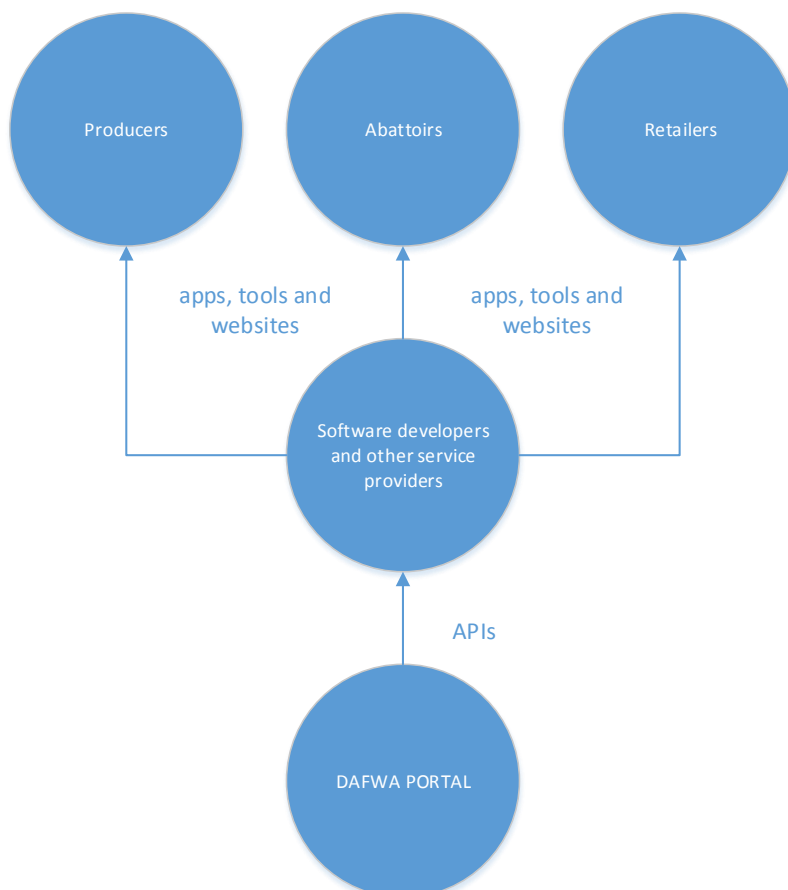 Producers
Abattoirs
Retailers
apps, tools and
websites
apps, tools and
websites
Software developers
and other service
providers
APIs
DAFWA PORTAL